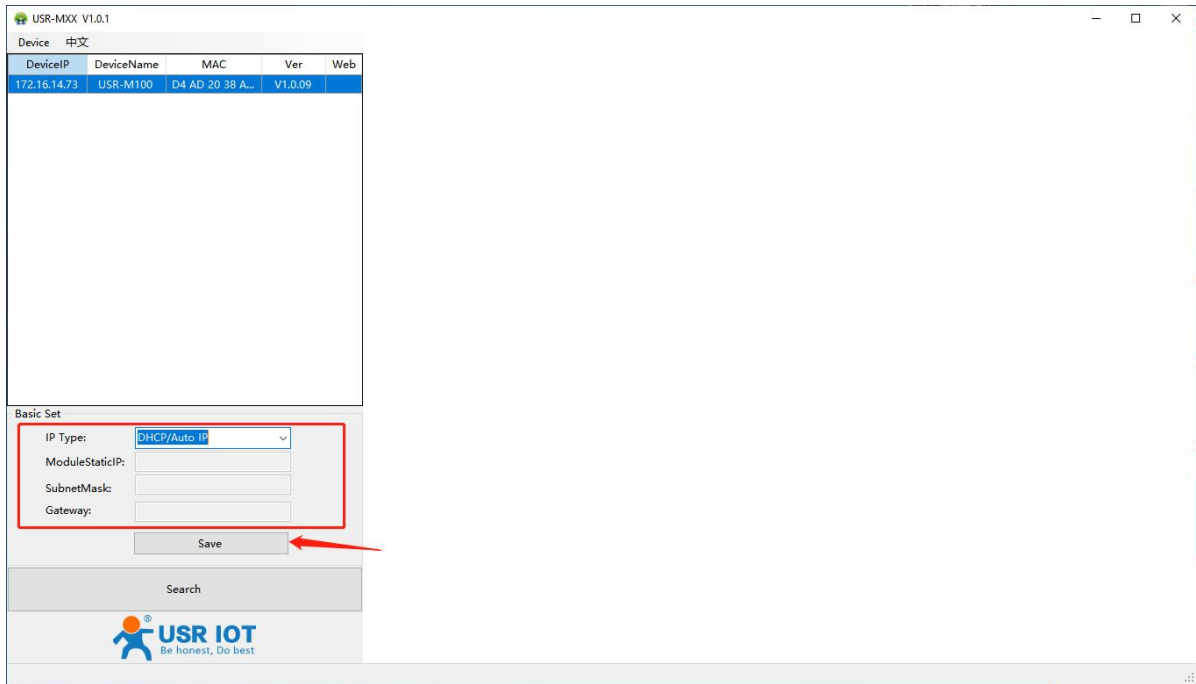 USR-MXX V1.0.1
Device 中文
DeviceIP DeviceName MAC Ver Web
172.16.14.73 USR-M100 D4 AD 20 38 A... V1.0.09
Basic Set
IP Type: DHCP/Auto IP
ModuleStaticIP:
SubnetMask:
Gateway:
Save
Search
®
USR IOT
Be honest, Do best